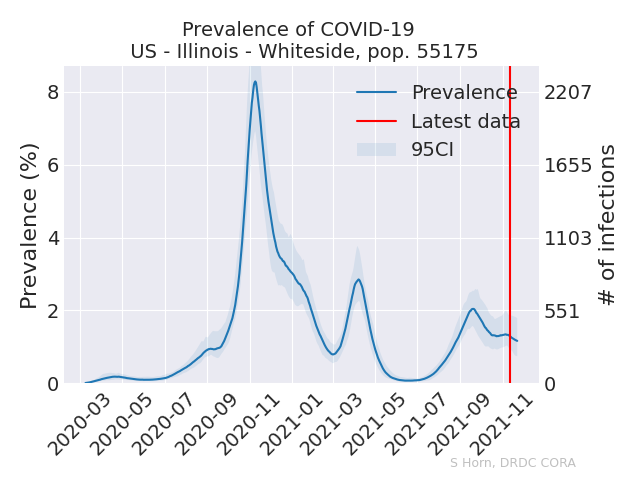 Prevalence of COVID-19
US - Illinois - Whiteside, pop. 55175
Prevalence
Latest data
95CI
Prevalence (%)
8
6
4
2
0
2207
1655
1103
551
0
# of infections
2020-03
2020-05
2020-07
2020-09
2020-11
2021-01
2021-03
2021-05
2021-07
2021-09
2021-11
S Horn, DRDC CORA